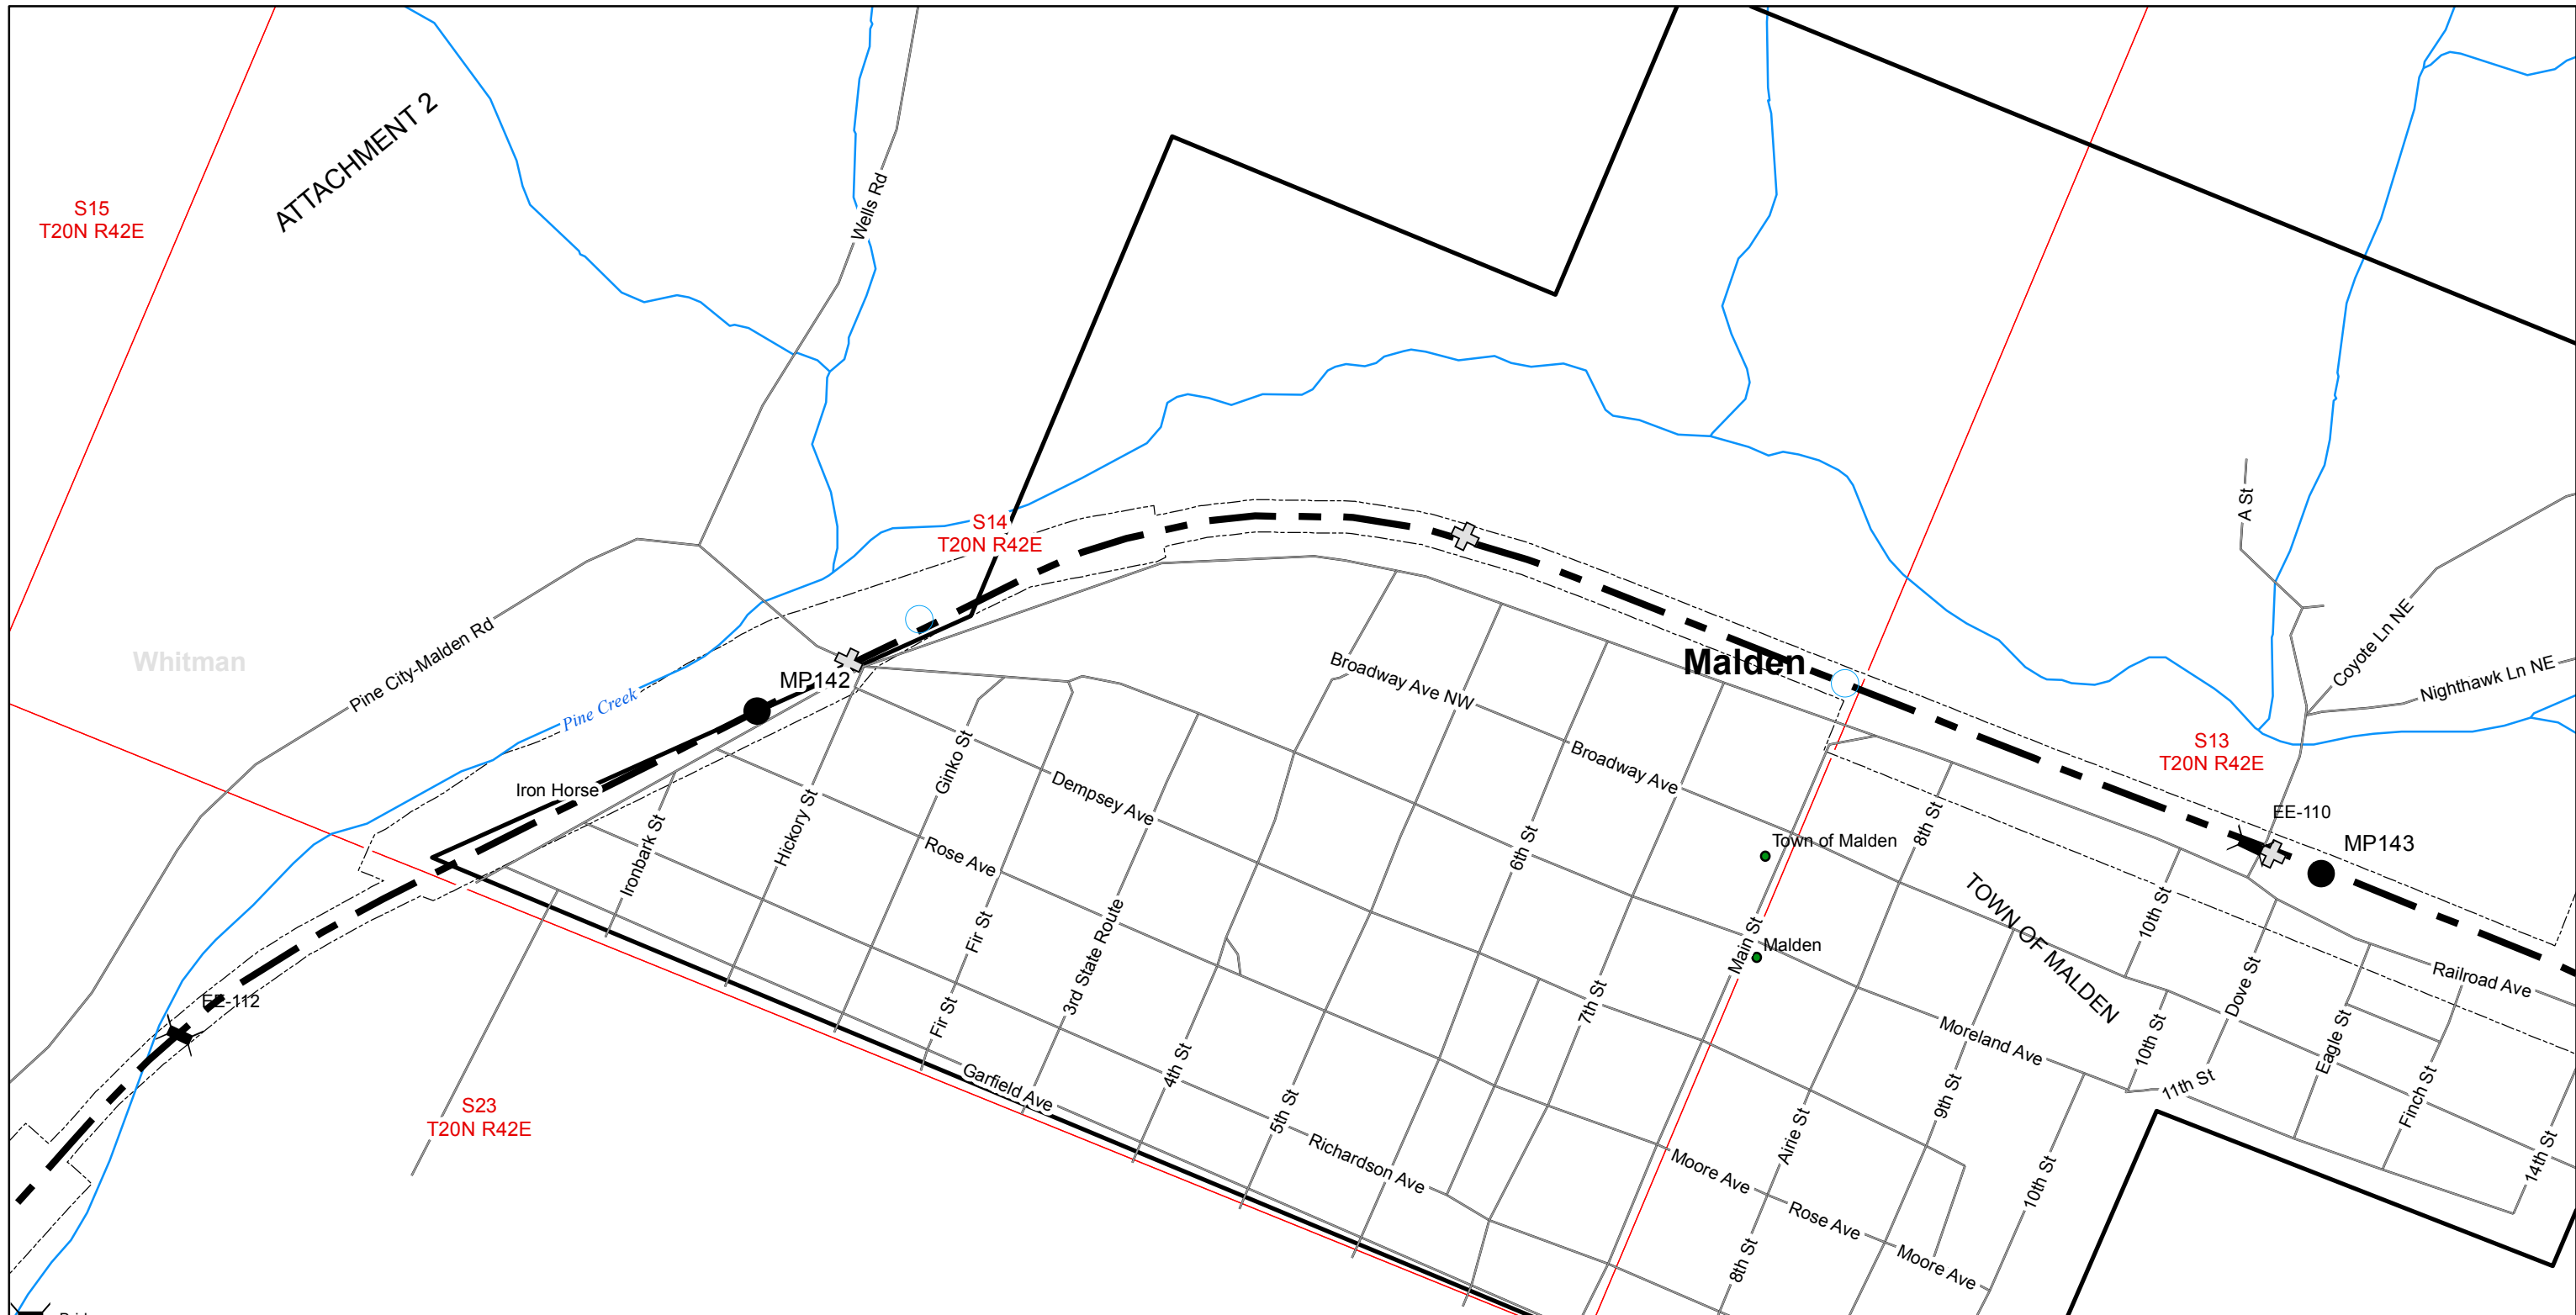 ATTACHMENT 2
S15
T20N R42E
Wells Rd
A St
S14
T20N R42E
Coyote Ln NE
Nighthawk Ln NE
Whitman
Pine City-Malden Rd
Pine Creek
MP142
Malden
Broadway Ave NW
Broadway Ave
S13
T20N R42E
Iron Horse
Ginko St
Dempsey Ave
EE-110
MP143
Ironbark St
Hickory St
Rose Ave
6th St
Town of Malden
8th St
TOWN OF MALDEN
10th St
Fir St
3rd State Route
Main St
Malden
Railroad Ave
EE-112
Fir St
7th St
Dove St
Moreland Ave
10th St
Eagle St
11th St
S23
T20N R42E
Garfield Ave
4th St
5th St
Airie St
9th St
Finch St
Richardson Ave
Moore Ave
10th St
14th St
Rose Ave
8th St
Moore Ave